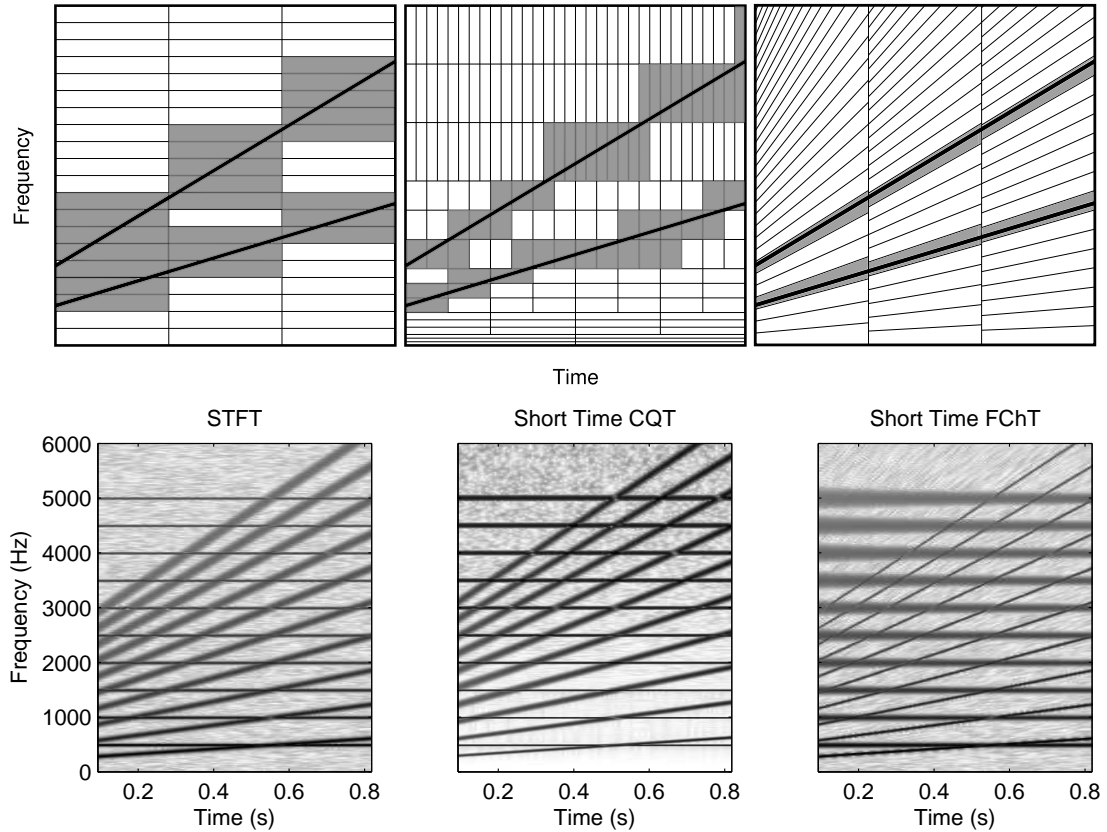 Frequency
Time
STFT
Short Time CQT
Short Time FChT
Frequency (Hz)
6000
5000
4000
3000
2000
1000
0
0.2 0.4 0.6 0.8
0.2 0.4 0.6 0.8
0.2 0.4 0.6 0.8
Time (s)
Time (s)
Time (s)